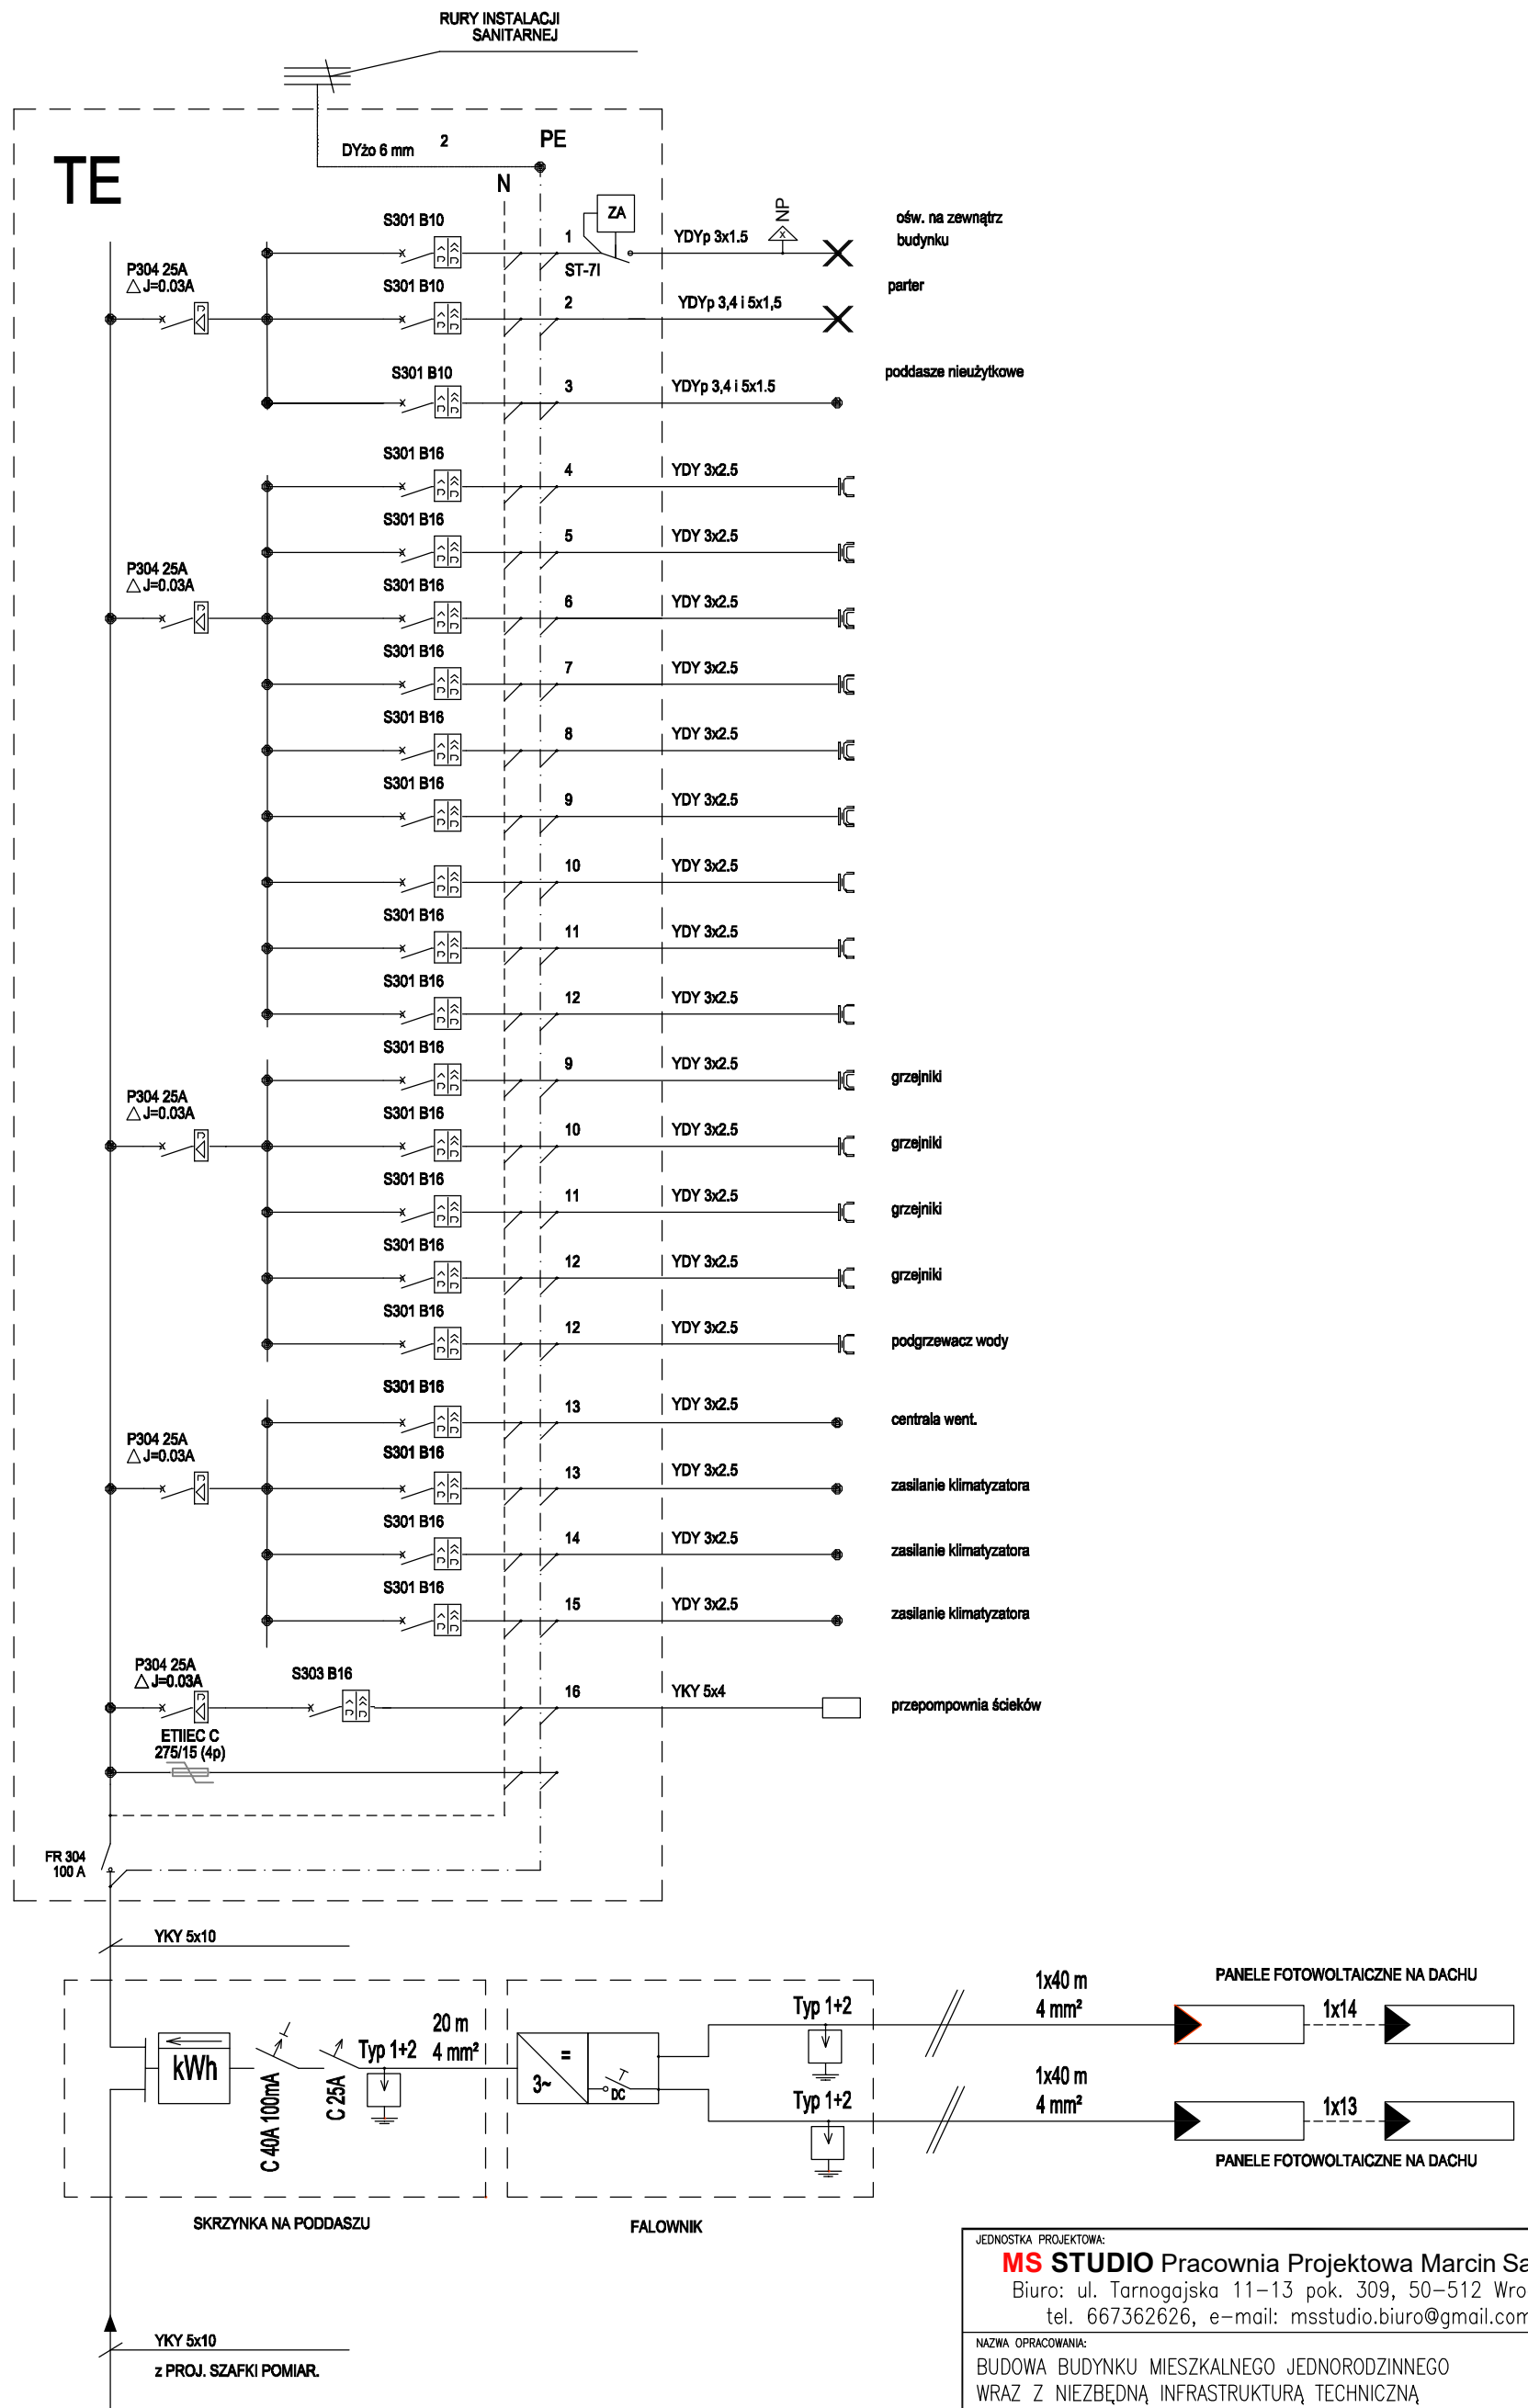 RURY INSTALACJI
SANITARNEJ
TE
DYżo 6 mm 2
PE
N
S301 B10
1
ZA
ST-7I
YDYp 3x1.5
NP
x
ośw. na zewnątrz
budynku
P304 25A
△ J=0.03A
S301 B10
2
YDYp 3,4 i 5x1,5
parter
S301 B10
3
YDYp 3,4 i 5x1.5
poddasze nieużytkowe
S301 B16
4
YDY 3x2.5
S301 B16
5
YDY 3x2.5
P304 25A
△ J=0.03A
S301 B16
6
YDY 3x2.5
S301 B16
7
YDY 3x2.5
S301 B16
8
YDY 3x2.5
S301 B16
9
YDY 3x2.5
10
YDY 3x2.5
S301 B16
11
YDY 3x2.5
S301 B16
12
YDY 3x2.5
S301 B16
9
YDY 3x2.5
grzejniki
P304 25A
△ J=0.03A
S301 B16
10
YDY 3x2.5
grzejniki
S301 B16
11
YDY 3x2.5
grzejniki
S301 B16
12
YDY 3x2.5
grzejniki
S301 B16
12
YDY 3x2.5
podgrzewacz wody
S301 B16
13
YDY 3x2.5
centrala went.
P304 25A
△ J=0.03A
S301 B16
13
YDY 3x2.5
zasilanie klimatyzatora
S301 B16
14
YDY 3x2.5
zasilanie klimatyzatora
S301 B16
15
YDY 3x2.5
zasilanie klimatyzatora
P304 25A
△ J=0.03A
S303 B16
16
YKY 5x4
przepompownia ścieków
ETIIEC C
275/15 (4p)
FR 304
100 A
YKY 5x10
kWh
C 40A 100mA
C 25A
Typ 1+2
20 m
4 mm²
=
3~
DC
Typ 1+2
Typ 1+2
1x40 m
4 mm²
PANELE FOTOWOLTAICZNE NA DACHU
1x14
1x40 m
4 mm²
1x13
PANELE FOTOWOLTAICZNE NA DACHU
SKRZYNKA NA PODDASZU
FALOWNIK
YKY 5x10
z PROJ. SZAFKI POMIAR.
JEDNOSTKA PROJEKTOWA:
MS STUDIO Pracownia Projektowa Marcin Sa
Biuro: ul. Tarnogajska 11-13 pok. 309, 50-512 Wro
tel. 667362626, e-mail: msstudio.biuro@gmail.com
NAZWA OPRACOWANIA:
BUDOWA BUDYNKU MIESZKALNEGO JEDNORODZINNEGO
WRAZ Z NIEZBĘDNĄ INFRASTRUKTURĄ TECHNICZNĄ